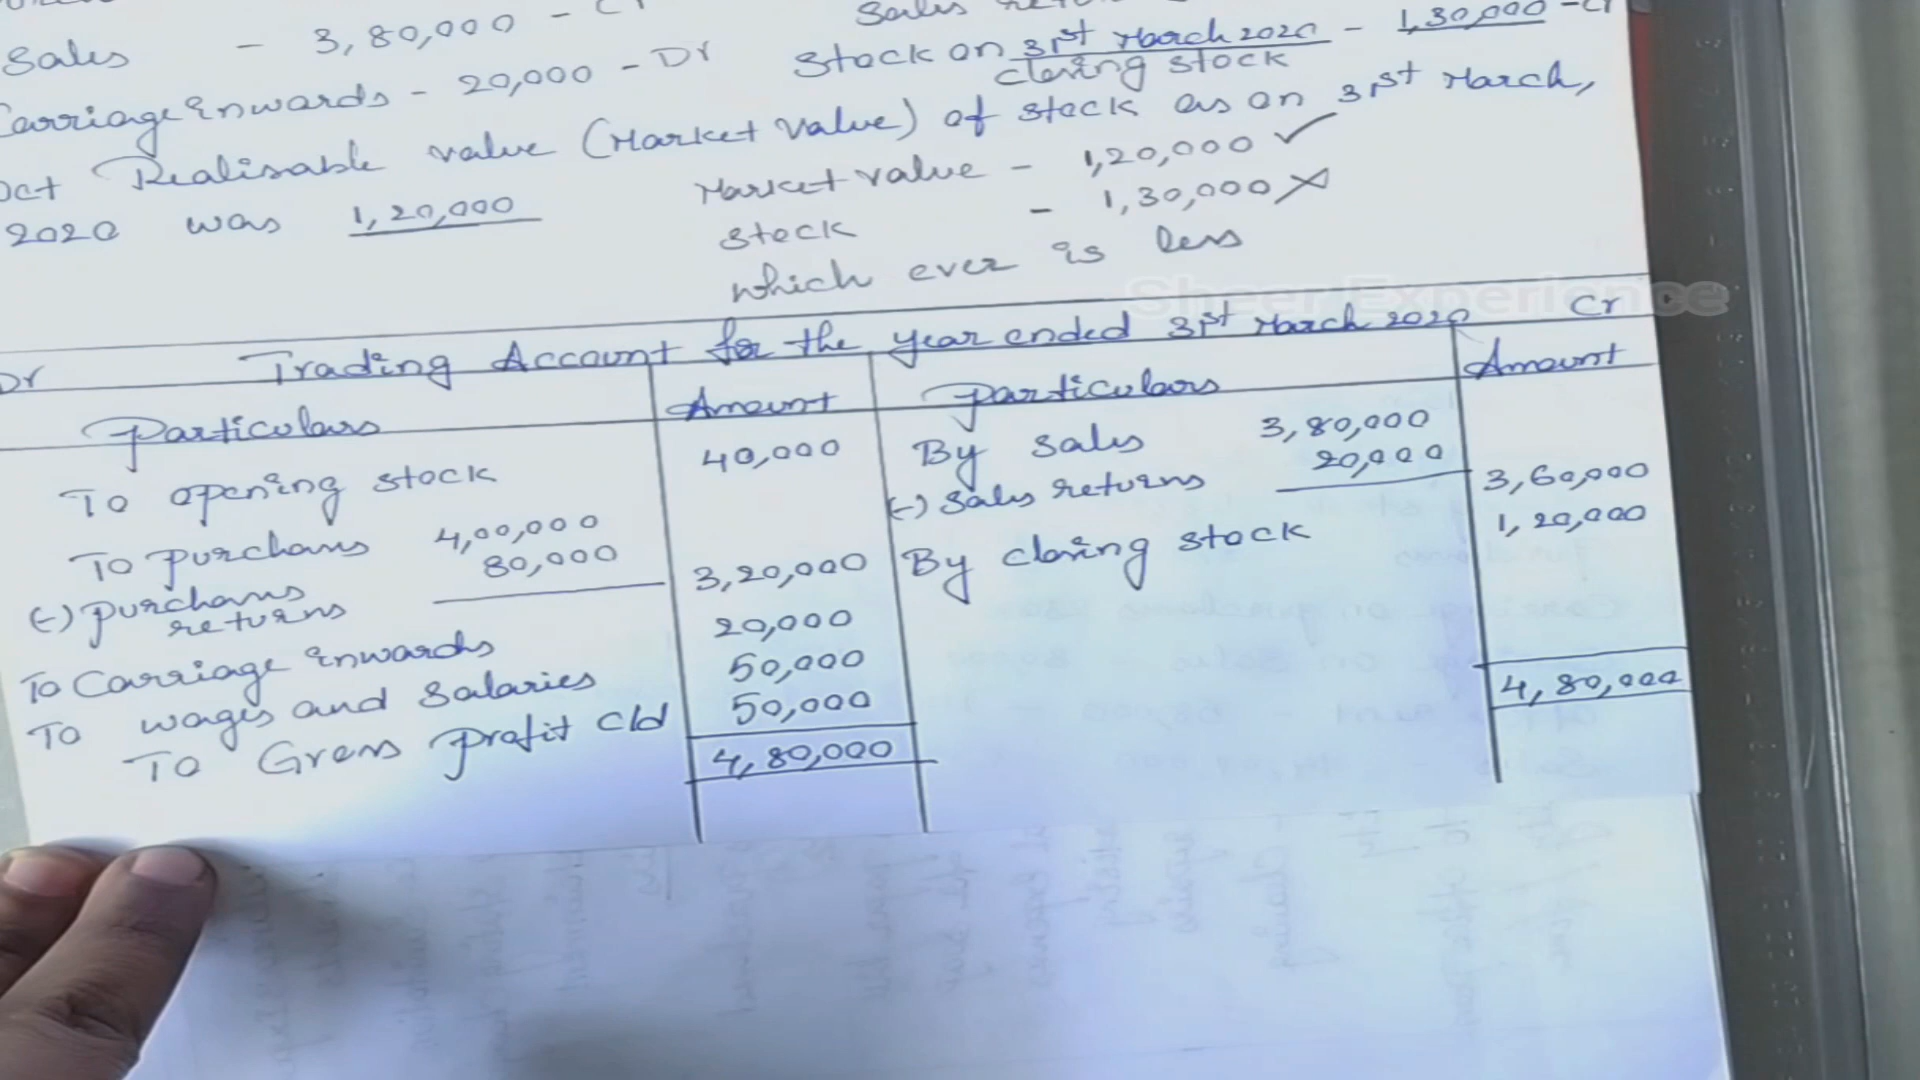 Sales - 3,80,000 - Cr
Sales
Carriage Inwards - 20,000 - Dr
Stock on 31st March 2020 - 1,30,000 - Cr
closing stock
Realisable value (Market value) of stock as on 31st March,
2020 was 1,20,000
Market value - 1,20,000 ✓
Stock - 1,30,000 ✗
which ever is less
Sheer Experience
Dr Trading Account for the year ended 31st March 2020 Cr
Particulars Amount Particulars Amount
To opening stock 40,000 By Sales 3,80,000
(-) Sales returns 20,000 3,60,000
To purchases 4,00,000 By closing stock 1,20,000
(-) purchases returns 80,000 3,20,000
To Carriage Inwards 20,000
To wages and Salaries 50,000
To Gross profit c/d 50,000
4,80,000 4,80,000